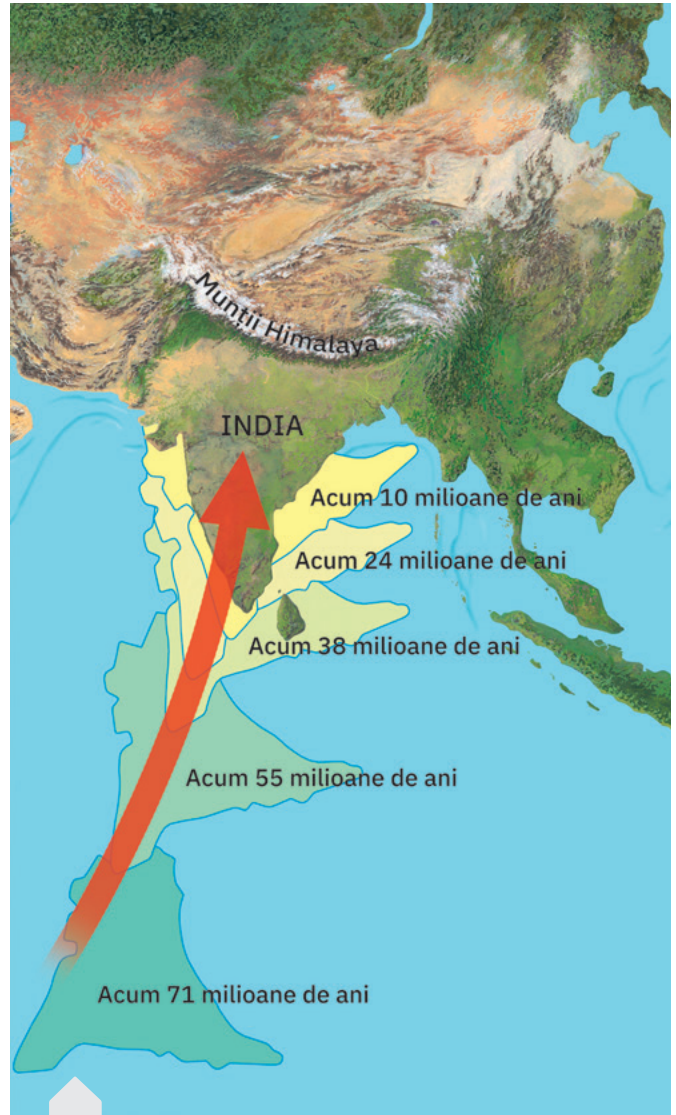 Munții Himalaya
INDIA
Acum 10 milioane de ani
Acum 24 milioane de ani
Acum 38 milioane de ani
Acum 55 milioane de ani
Acum 71 milioane de ani